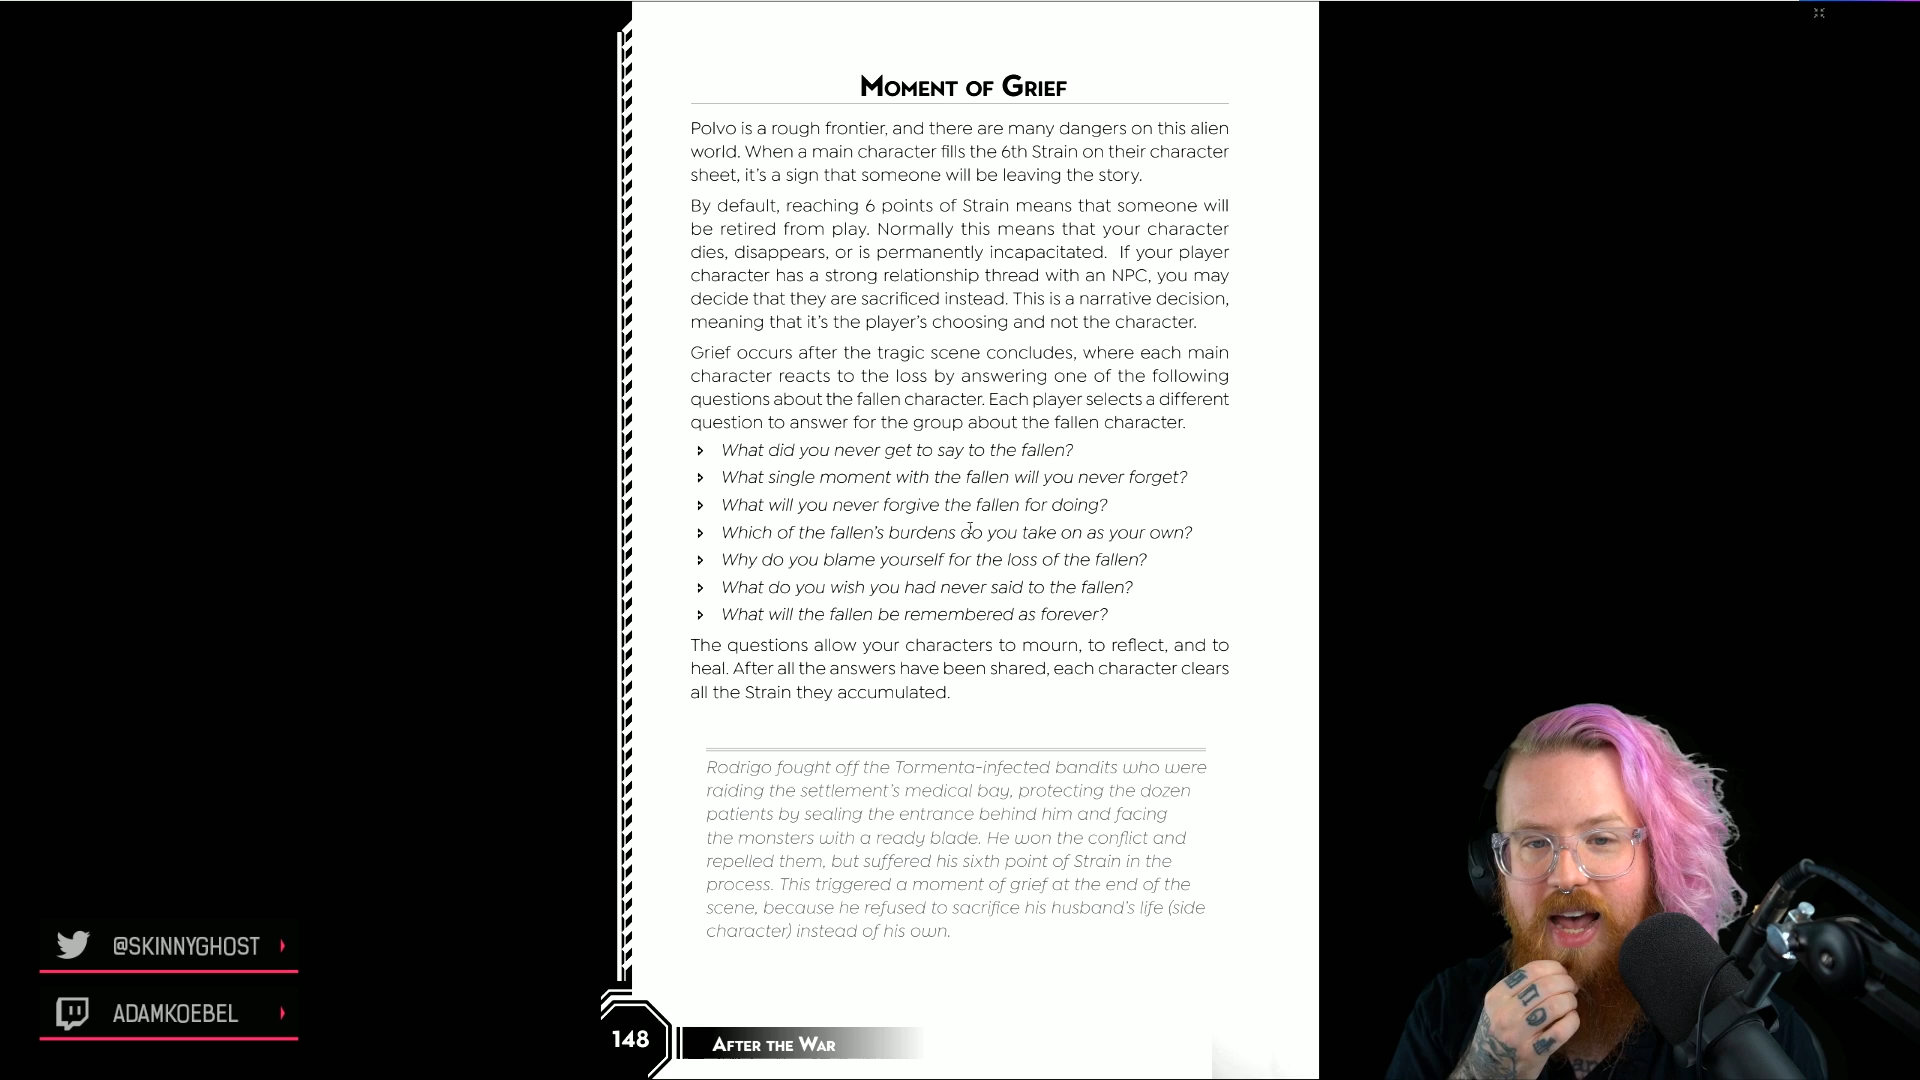 Moment of Grief
Polvo is a rough frontier, and there are many dangers on this alien
world. When a main character fills the 6th Strain on their character
sheet, it's a sign that someone will be leaving the story.
By default, reaching 6 points of Strain means that someone will
be retired from play. Normally this means that your character
dies, disappears, or is permanently incapacitated. If your player
character has a strong relationship thread with an NPC, you may
decide that they are sacrificed instead. This is a narrative decision,
meaning that it's the player's choosing and not the character.
Grief occurs after the tragic scene concludes, where each main
character reacts to the loss by answering one of the following
questions about the fallen character. Each player selects a different
question to answer for the group about the fallen character.
What did you never get to say to the fallen?
What single moment with the fallen will you never forget?
What will you never forgive the fallen for doing?
Which of the fallen's burdens do you take on as your own?
Why do you blame yourself for the loss of the fallen?
What do you wish you had never said to the fallen?
What will the fallen be remembered as forever?
The questions allow your characters to mourn, to reflect, and to
heal. After all the answers have been shared, each character clears
all the Strain they accumulated.
Rodrigo fought off the Tormenta-infected bandits who were
raiding the settlement's medical bay, protecting the dozen
patients by sealing the entrance behind him and facing
the monsters with a ready blade. He won the conflict and
repelled them, but suffered his sixth point of Strain in the
process. This triggered a moment of grief at the end of the
scene, because he refused to sacrifice his husband's life (side
character) instead of his own.
148
After the War
@SKINNYGHOST
ADAMKOEBEL